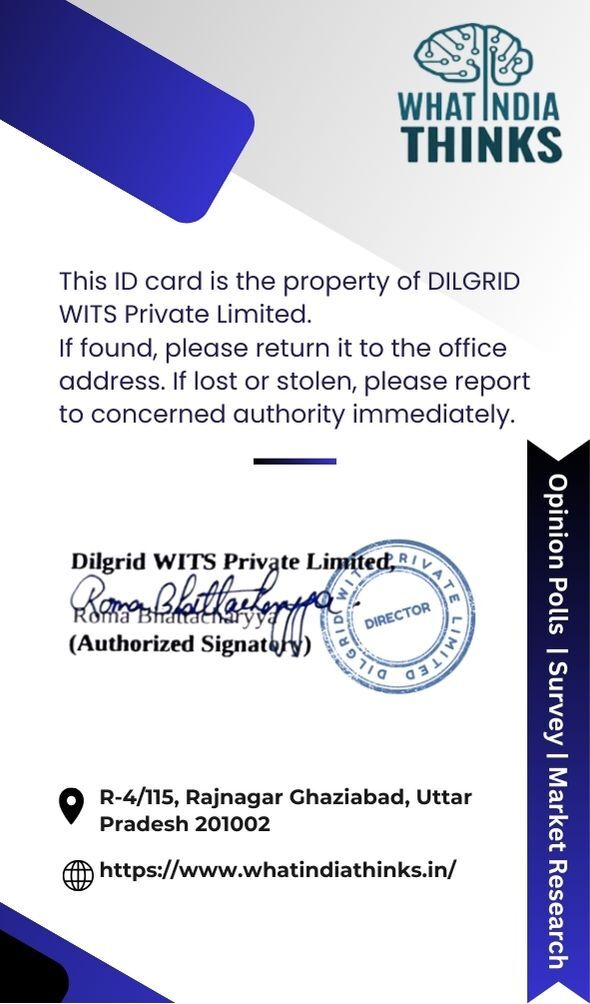 WHAT INDIA
THINKS
This ID card is the property of DILGRID
WITS Private Limited.
If found, please return it to the office
address. If lost or stolen, please report
to concerned authority immediately.
Dilgrid WITS Private Limited,
Roma Bhattacharyya
Roma Bhattacharyya
(Authorized Signatory)
DILGRID WITS PRIVATE LIMITED
DIRECTOR
Opinion Polls | Survey | Market Research
R-4/115, Rajnagar Ghaziabad, Uttar
Pradesh 201002
https://www.whatindiathinks.in/